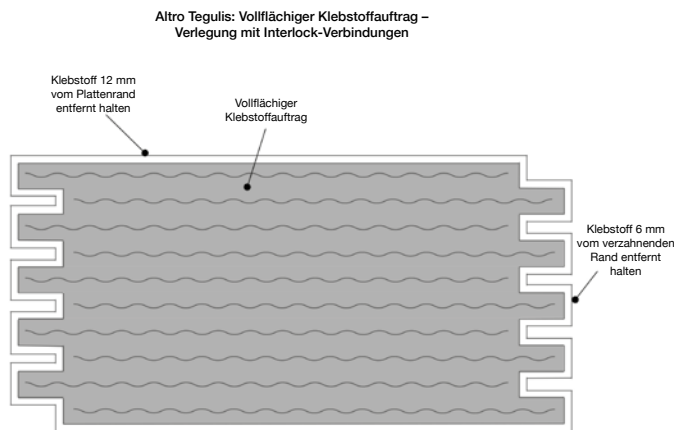 Altro Tegulis: Vollflächiger Klebstoffauftrag –
Verlegung mit Interlock-Verbindungen
Klebstoff 12 mm
vom Plattenrand
entfernt halten
Vollflächiger
Klebstoffauftrag
Klebstoff 6 mm
vom verzahnenden
Rand entfernt
halten